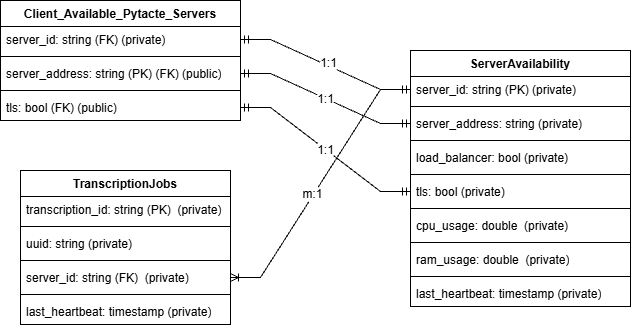 Client_Available_Pytacte_Servers
server_id: string (FK) (private)
server_address: string (PK) (FK) (public)
tls: bool (FK) (public)
1:1
1:1
1:1
m:1
ServerAvailability
server_id: string (PK) (private)
server_address: string (private)
load_balancer: bool (private)
tls: bool (private)
cpu_usage: double  (private)
ram_usage: double  (private)
last_heartbeat: timestamp (private)
TranscriptionJobs
transcription_id: string (PK)  (private)
uuid: string (private)
server_id: string (FK)  (private)
last_heartbeat: timestamp (private)